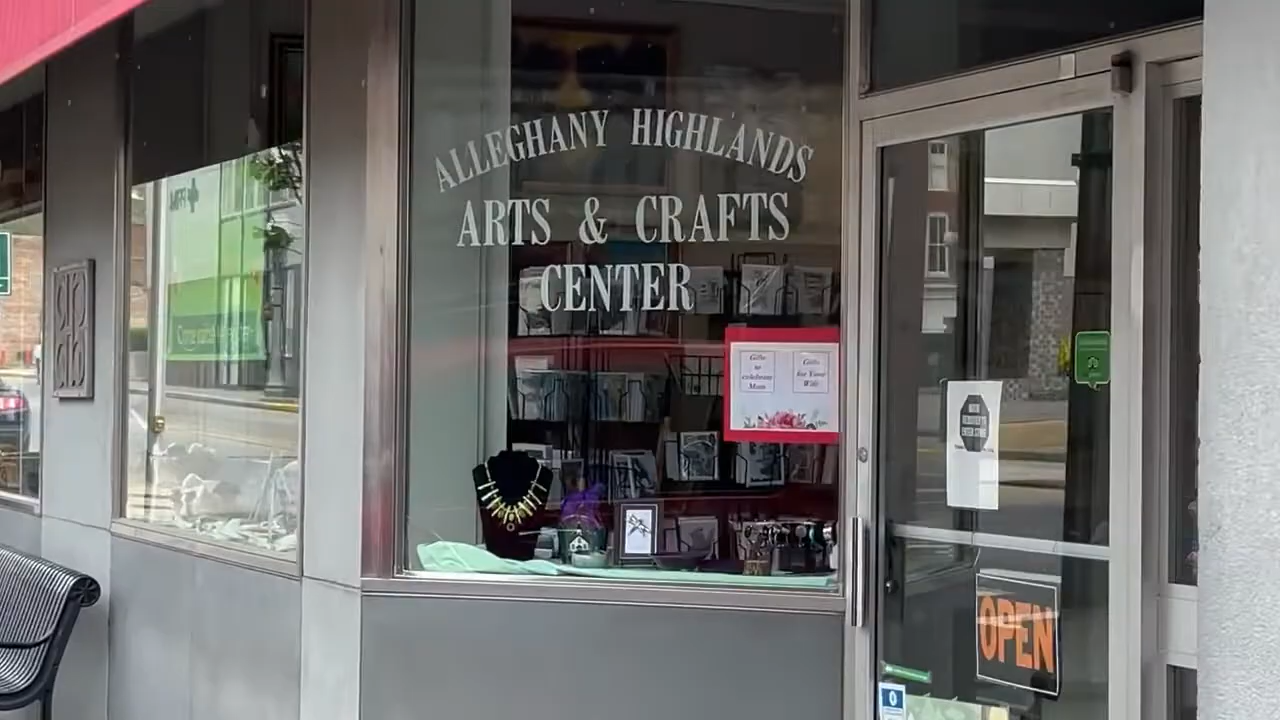 ALLEGHANY HIGHLANDS
ARTS & CRAFTS
CENTER
Gifts
to
celebrate
Mom
Gifts
for Your
Wife
OPEN